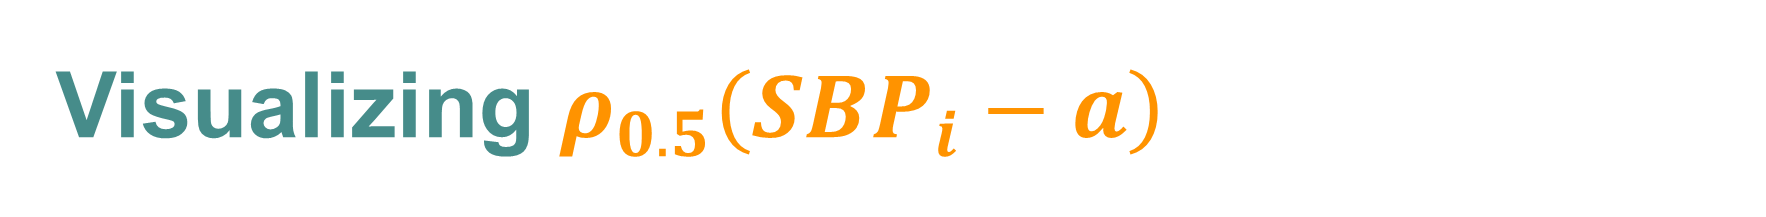 Visualizing ρ₀.₅(SBPᵢ − a)